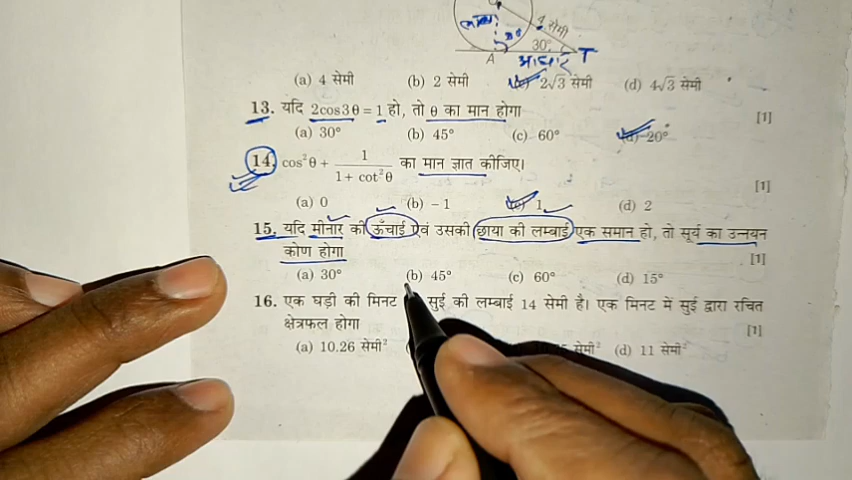 4 सेमी
30°
A आधार T
(a) 4 सेमी (b) 2 सेमी 2√3 सेमी (d) 4√3 सेमी
13. यदि 2cos3θ = 1 हो, तो θ का मान होगा [1]
(a) 30° (b) 45° (c) 60° (d) 20°
14. cos²θ + 1/(1 + cot²θ) का मान ज्ञात कीजिए। [1]
(a) 0 (b) – 1 1 (d) 2
15. यदि मीनार की ऊँचाई एवं उसकी छाया की लम्बाई एक समान हो, तो सूर्य का उन्नयन
कोण होगा [1]
(a) 30° (b) 45° (c) 60° (d) 15°
16. एक घड़ी की मिनट सुई की लम्बाई 14 सेमी है। एक मिनट में सुई द्वारा रचित
क्षेत्रफल होगा [1]
(a) 10.26 सेमी² सेमी² (d) 11 सेमी²